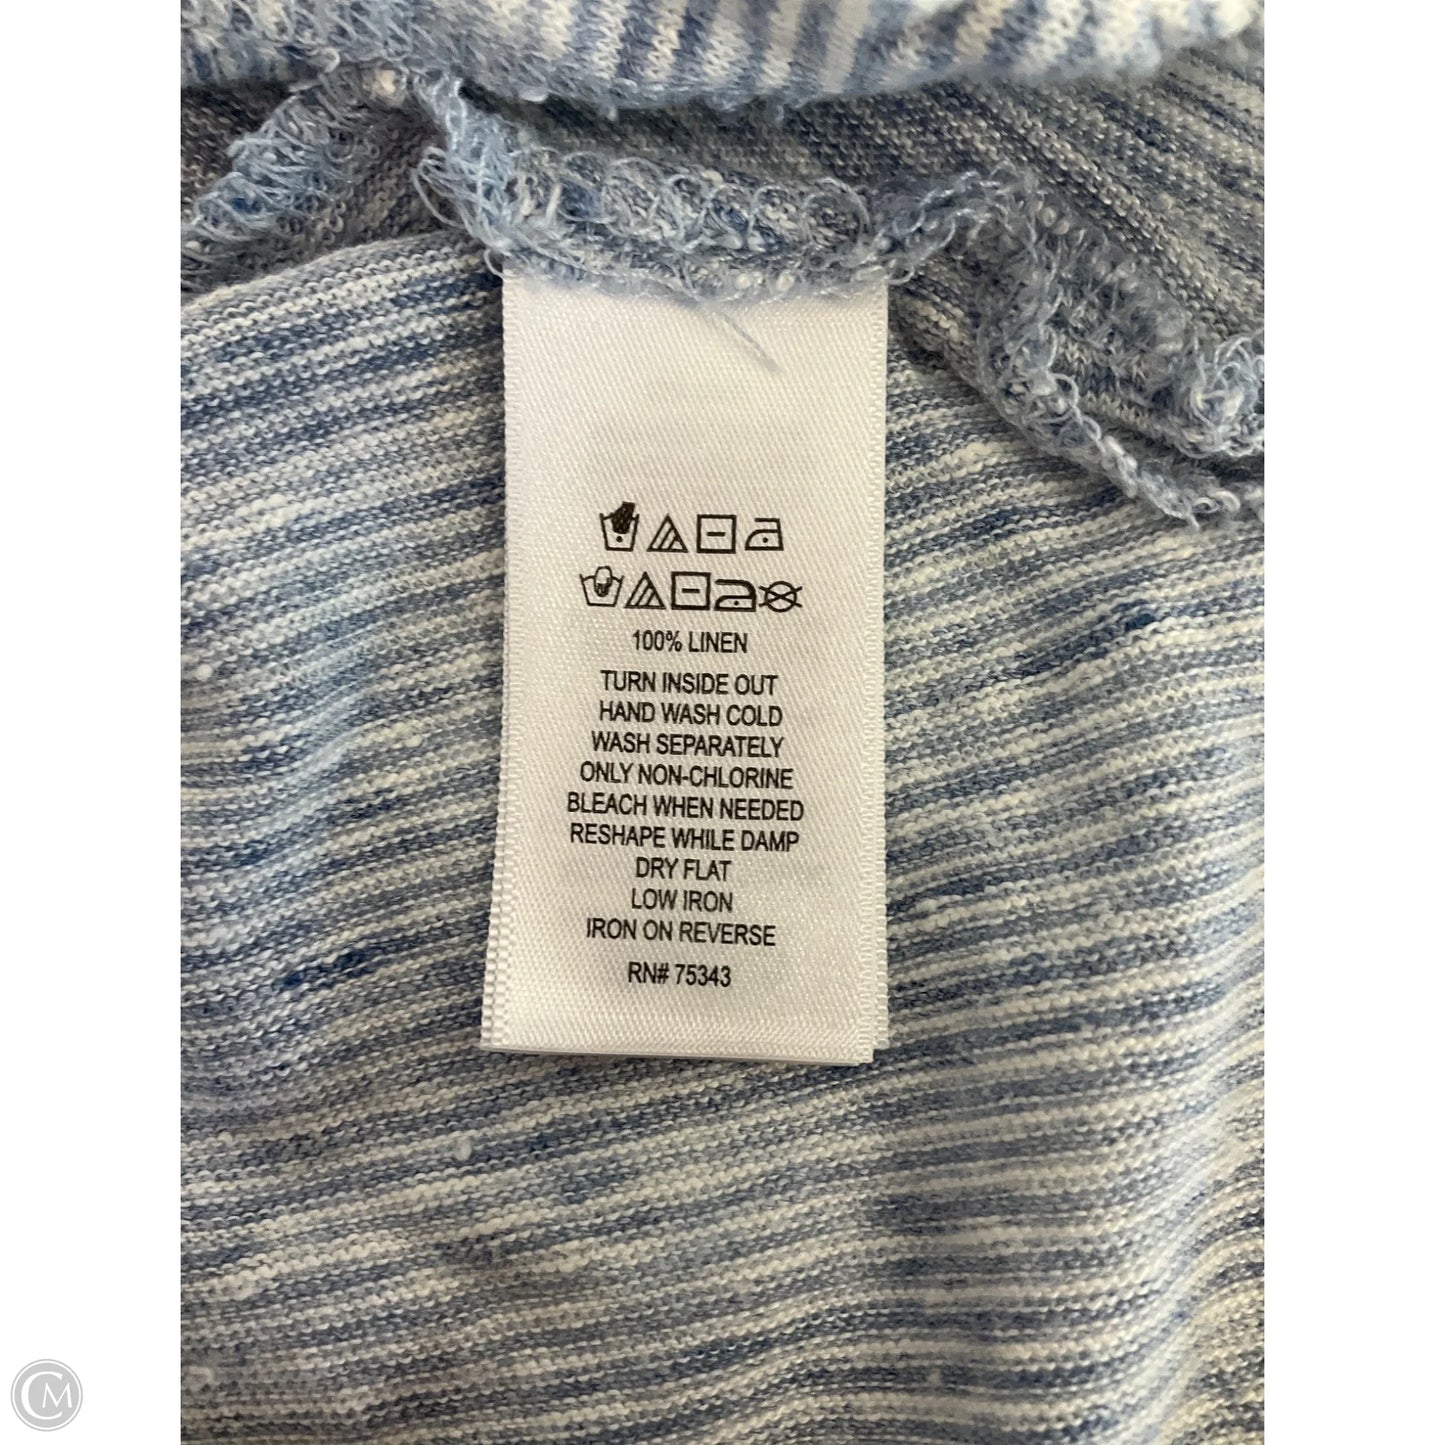 100% LINEN
TURN INSIDE OUT
HAND WASH COLD
WASH SEPARATELY
ONLY NON-CHLORINE
BLEACH WHEN NEEDED
RESHAPE WHILE DAMP
DRY FLAT
LOW IRON
IRON ON REVERSE
RN# 75343
CM